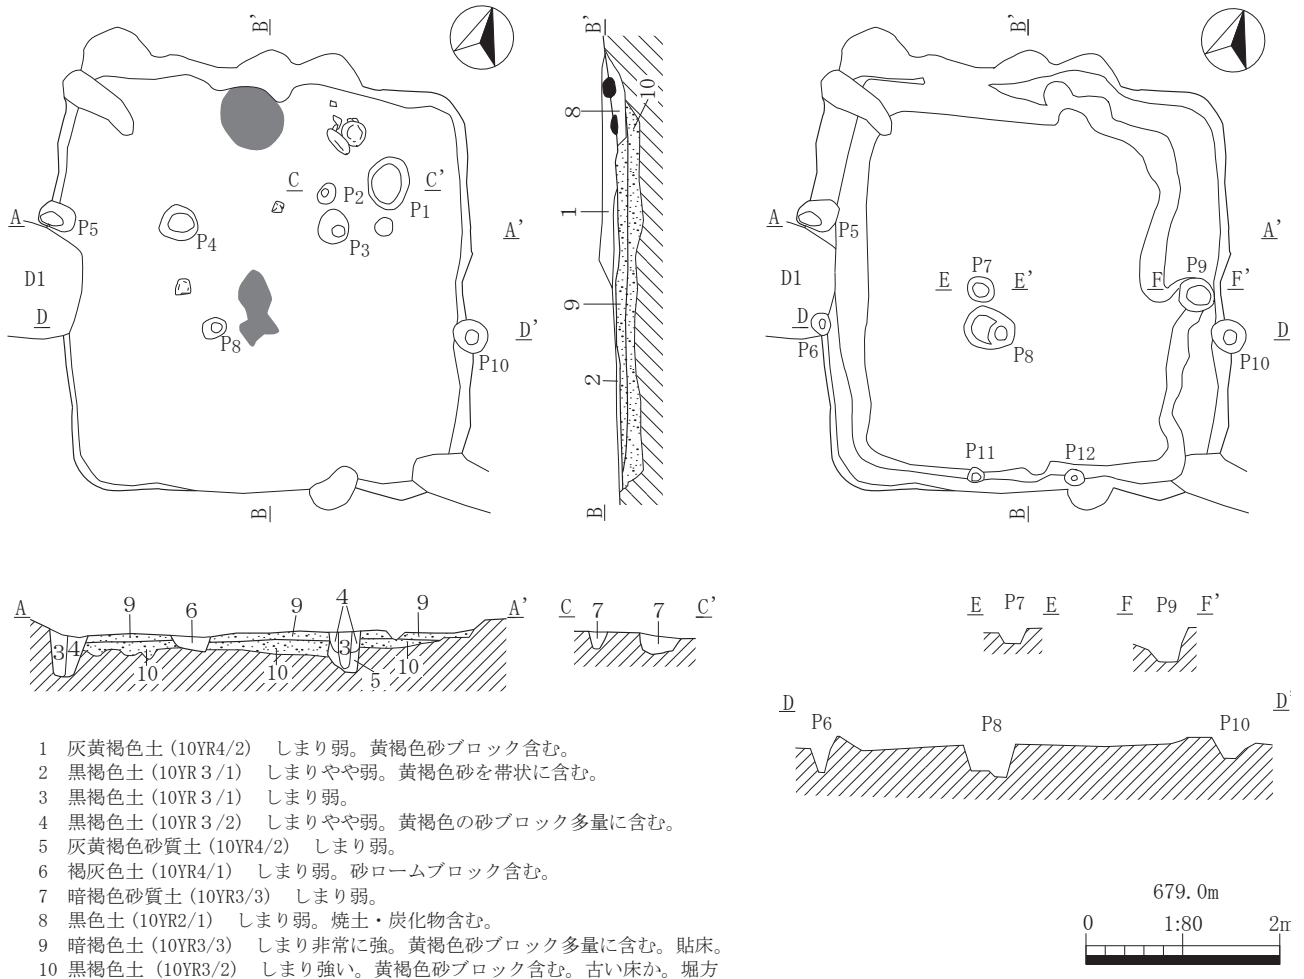 B'
B'
B'
C
P2
C'
P1
A
P5
P4
P3
A'
D1
D
P8
D'
P10
B
8
10
1
9
2
B
A
P5
A'
D1
P7
E
E'
P9
F
F'
D
P6
P8
D
P10
P11
P12
B
A
9
6
9
4
9
A'
3
4
10
10
3
5
10
C
7
7
C'
E
P7
E
F
P9
F'
D
P6
P8
P10
D'
1 灰黄褐色土 (10YR4/2) しまり弱。黄褐色砂ブロック含む。
2 黒褐色土 (10YR３/1) しまりやや弱。黄褐色砂を帯状に含む。
3 黒褐色土 (10YR３/1) しまり弱。
4 黒褐色土 (10YR３/2) しまりやや弱。黄褐色の砂ブロック多量に含む。
5 灰黄褐色砂質土 (10YR4/2) しまり弱。
6 褐灰色土 (10YR4/1) しまり弱。砂ロームブロック含む。
7 暗褐色砂質土 (10YR3/3) しまり弱。
8 黒色土 (10YR2/1) しまり弱。焼土・炭化物含む。
9 暗褐色土 (10YR3/3) しまり非常に強。黄褐色砂ブロック多量に含む。貼床。
10 黒褐色土 (10YR3/2) しまり強い。黄褐色砂ブロック含む。古い床か。堀方
679.0m
0 1:80 2m